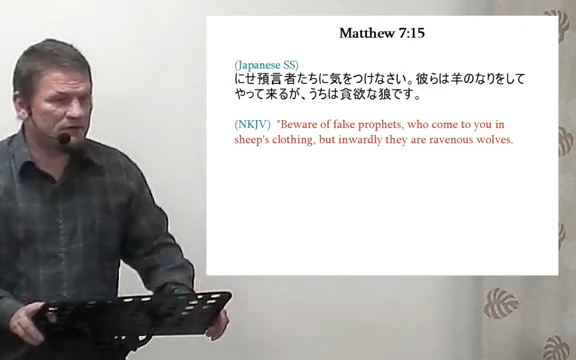 Matthew 7:15
(Japanese SS)
にせ預言者たちに気をつけなさい。彼らは羊のなりをして
やって来るが、うちは貪欲な狼です。
(NKJV) "Beware of false prophets, who come to you in
sheep's clothing, but inwardly they are ravenous wolves.